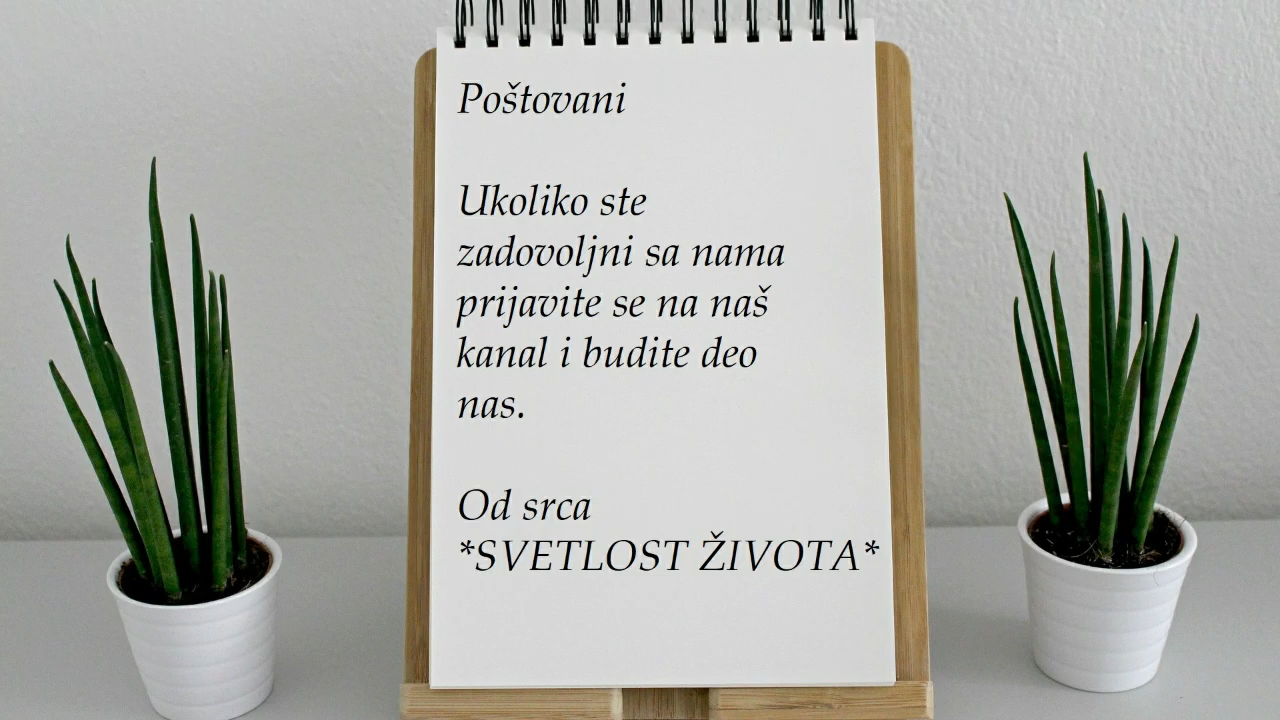 Poštovani
Ukoliko ste
zadovoljni sa nama
prijavite se na naš
kanal i budite deo
nas.
Od srca
*SVETLOST ŽIVOTA*